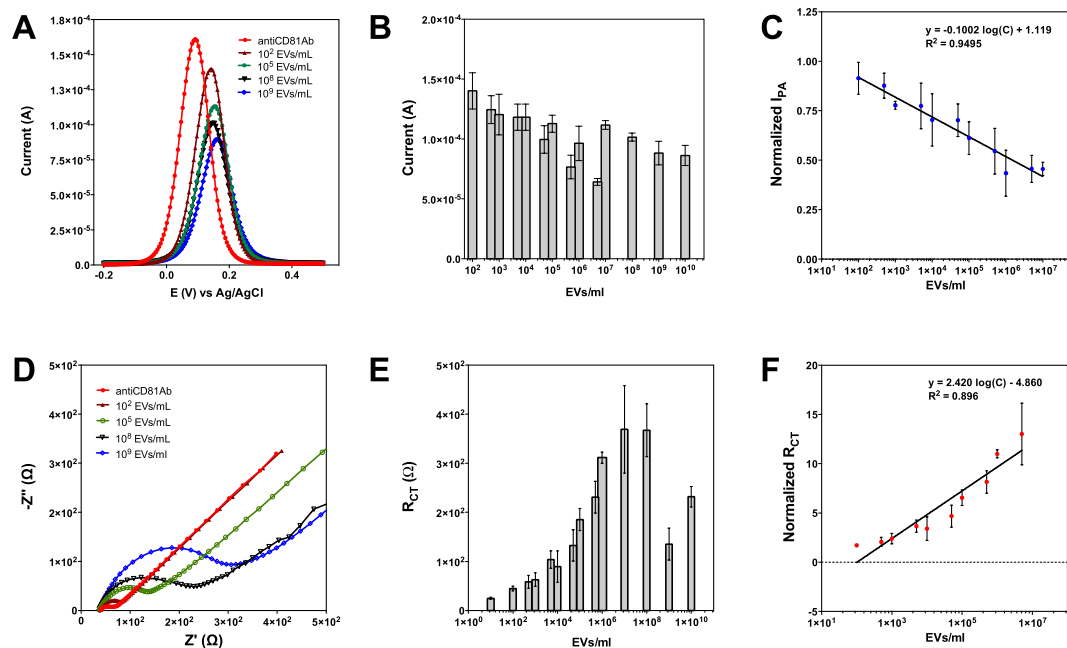 A
1.8×10⁻⁴
1.5×10⁻⁴
1.3×10⁻⁴
1.0×10⁻⁴
7.5×10⁻⁵
5.0×10⁻⁵
2.5×10⁻⁵
0.0
Current (A)
-0.2 0.0 0.2 0.4
E (V) vs Ag/AgCl
antiCD81Ab
10² EVs/mL
10⁵ EVs/mL
10⁸ EVs/mL
10⁹ EVs/mL
B
2.0×10⁻⁴
1.5×10⁻⁴
1.0×10⁻⁴
5.0×10⁻⁵
0.0
Current (A)
10² 10³ 10⁴ 10⁵ 10⁶ 10⁷ 10⁸ 10⁹ 10¹⁰
EVs/ml
C
y = -0.1002 log(C) + 1.119
R² = 0.9495
1.25
1.00
0.75
0.50
0.25
0.00
Normalized I_PA
1×10¹ 1×10² 1×10³ 1×10⁴ 1×10⁵ 1×10⁶ 1×10⁷
EVs/ml
D
5×10²
4×10²
3×10²
2×10²
1×10²
0
-Z'' (Ω)
0 1×10² 2×10² 3×10² 4×10² 5×10²
Z' (Ω)
antiCD81Ab
10² EVs/mL
10⁵ EVs/mL
10⁸ EVs/mL
10⁹ EVs/ml
E
5×10²
4×10²
3×10²
2×10²
1×10²
0
R_CT (Ω)
1×10⁰ 1×10² 1×10⁴ 1×10⁶ 1×10⁸ 1×10¹⁰
EVs/ml
F
y = 2.420 log(C) - 4.860
R² = 0.896
20
15
10
5
0
-5
Normalized R_CT
1×10¹ 1×10³ 1×10⁵ 1×10⁷
EVs/ml